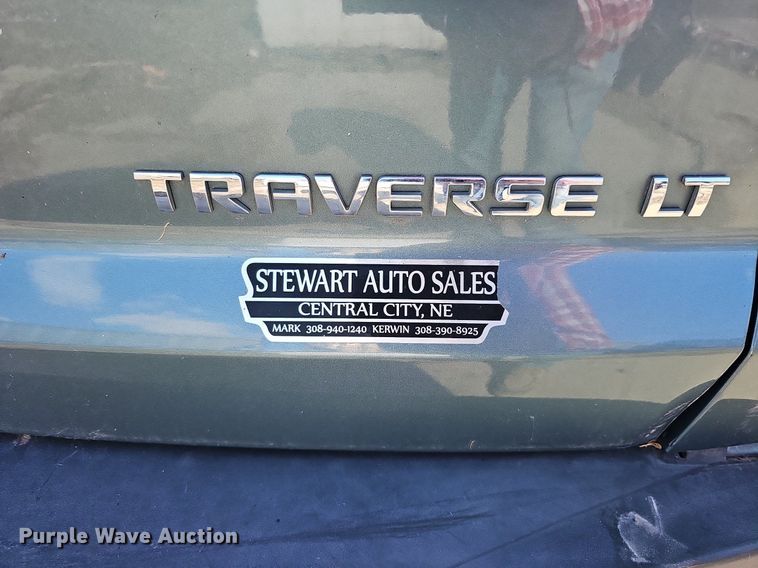 TRAVERSE LT
STEWART AUTO SALES
CENTRAL CITY, NE
MARK 308-940-1240 KERWIN 308-390-8925
Purple Wave Auction